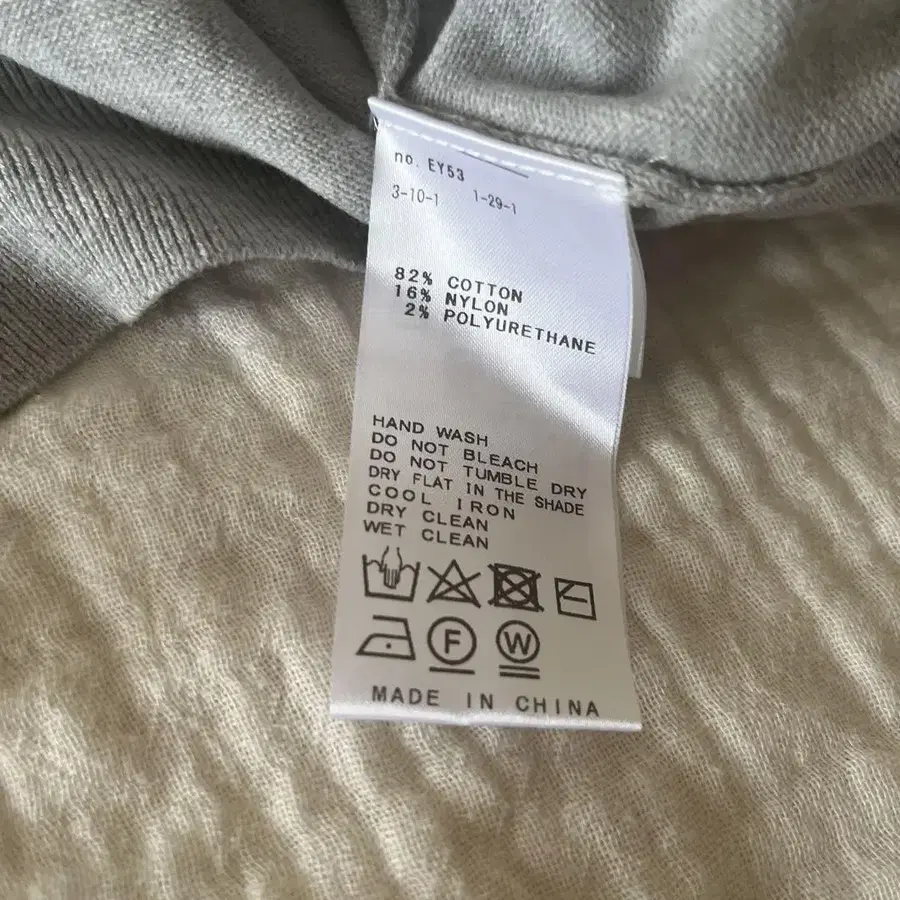 no. EY53
3-10-1 1-29-1
82% COTTON
16% NYLON
2% POLYURETHANE
HAND WASH
DO NOT BLEACH
DO NOT TUMBLE DRY
DRY FLAT IN THE SHADE
COOL IRON
DRY CLEAN
WET CLEAN
F W
MADE IN CHINA